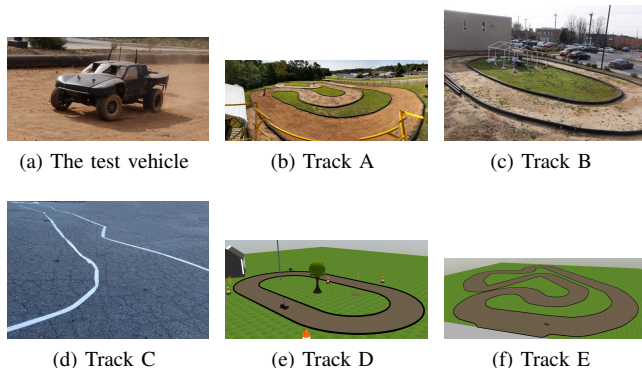 (a) The test vehicle
(b) Track A
(c) Track B
(d) Track C
(e) Track D
(f) Track E